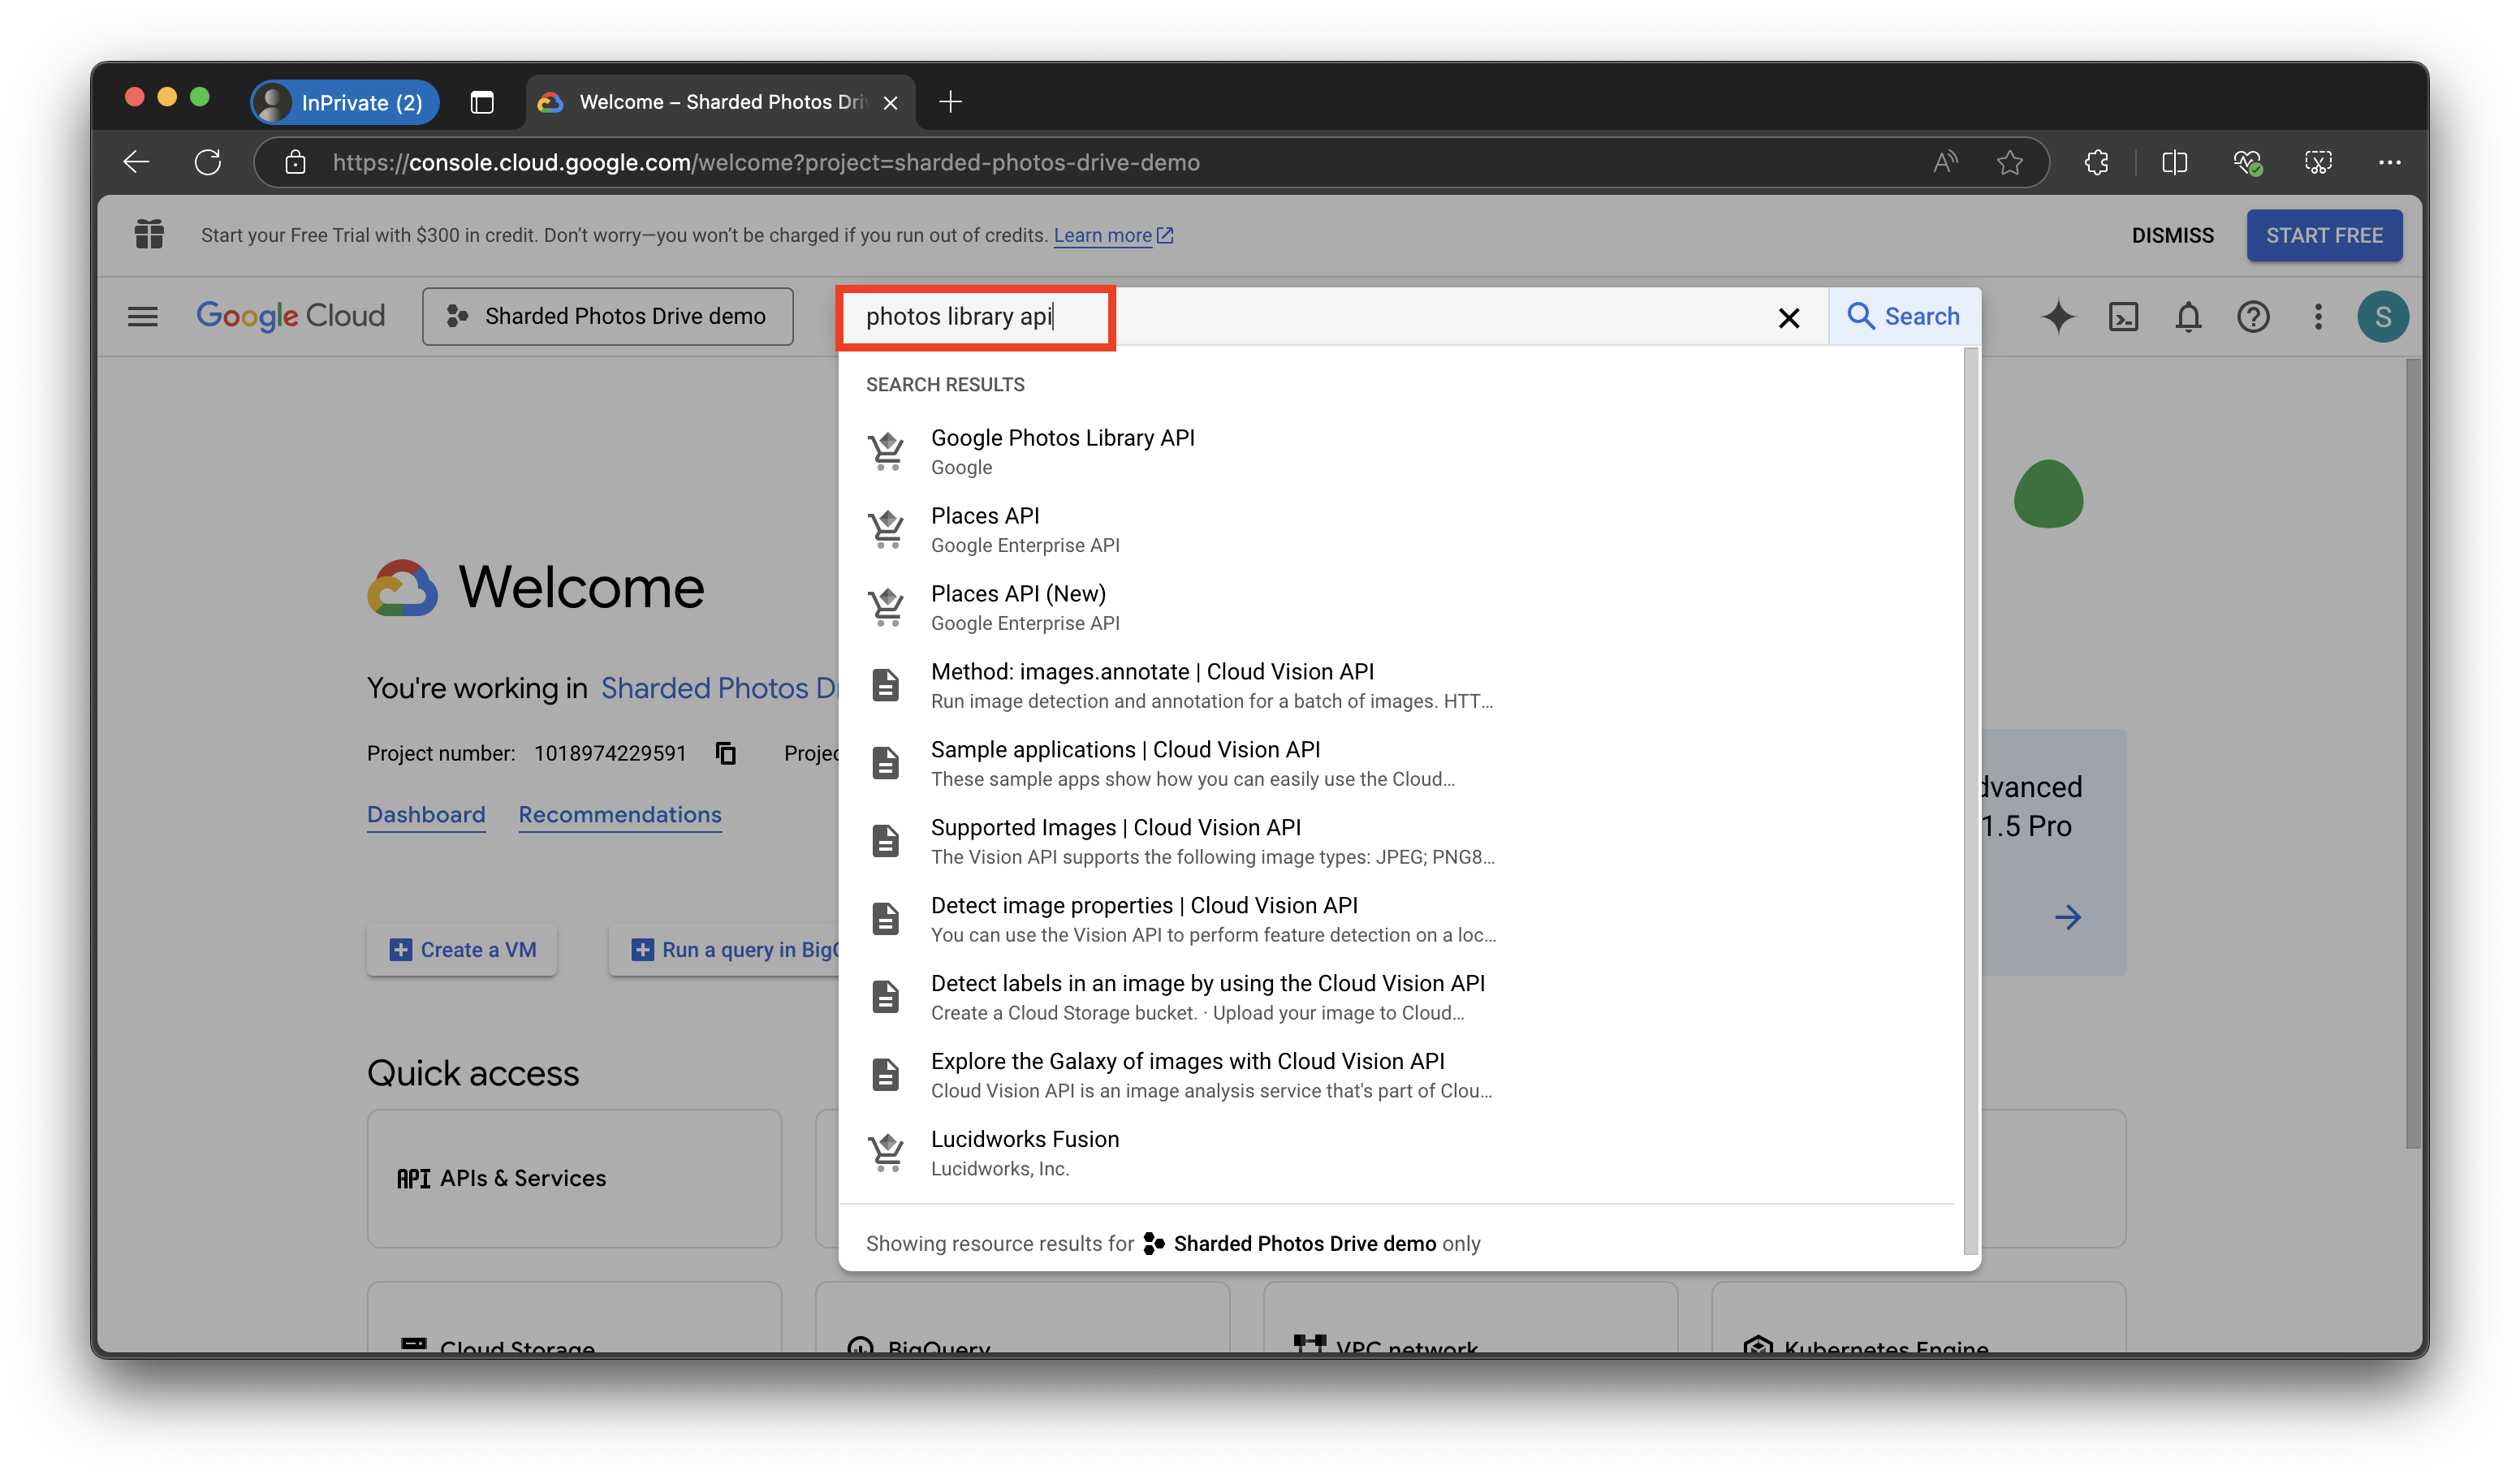 InPrivate (2)
Welcome – Sharded Photos Dri
https://console.cloud.google.com/welcome?project=sharded-photos-drive-demo
Start your Free Trial with $300 in credit. Don’t worry—you won’t be charged if you run out of credits. Learn more
DISMISS
START FREE
Google Cloud
Sharded Photos Drive demo
photos library api
Search
S
SEARCH RESULTS
Google Photos Library API
Google
Places API
Google Enterprise API
Places API (New)
Google Enterprise API
Method: images.annotate | Cloud Vision API
Run image detection and annotation for a batch of images. HTT...
Sample applications | Cloud Vision API
These sample apps show how you can easily use the Cloud...
Supported Images | Cloud Vision API
The Vision API supports the following image types: JPEG; PNG8...
Detect image properties | Cloud Vision API
You can use the Vision API to perform feature detection on a loc...
Detect labels in an image by using the Cloud Vision API
Create a Cloud Storage bucket. · Upload your image to Cloud...
Explore the Galaxy of images with Cloud Vision API
Cloud Vision API is an image analysis service that's part of Clou...
Lucidworks Fusion
Lucidworks, Inc.
Showing resource results for Sharded Photos Drive demo only
Welcome
You're working in Sharded Photos D
Project number: 1018974229591
Projec
Dashboard
Recommendations
dvanced
1.5 Pro
Create a VM
Run a query in Big
Quick access
API APIs & Services
Cloud Storage
BigQuery
VPC network
Kubernetes Engine